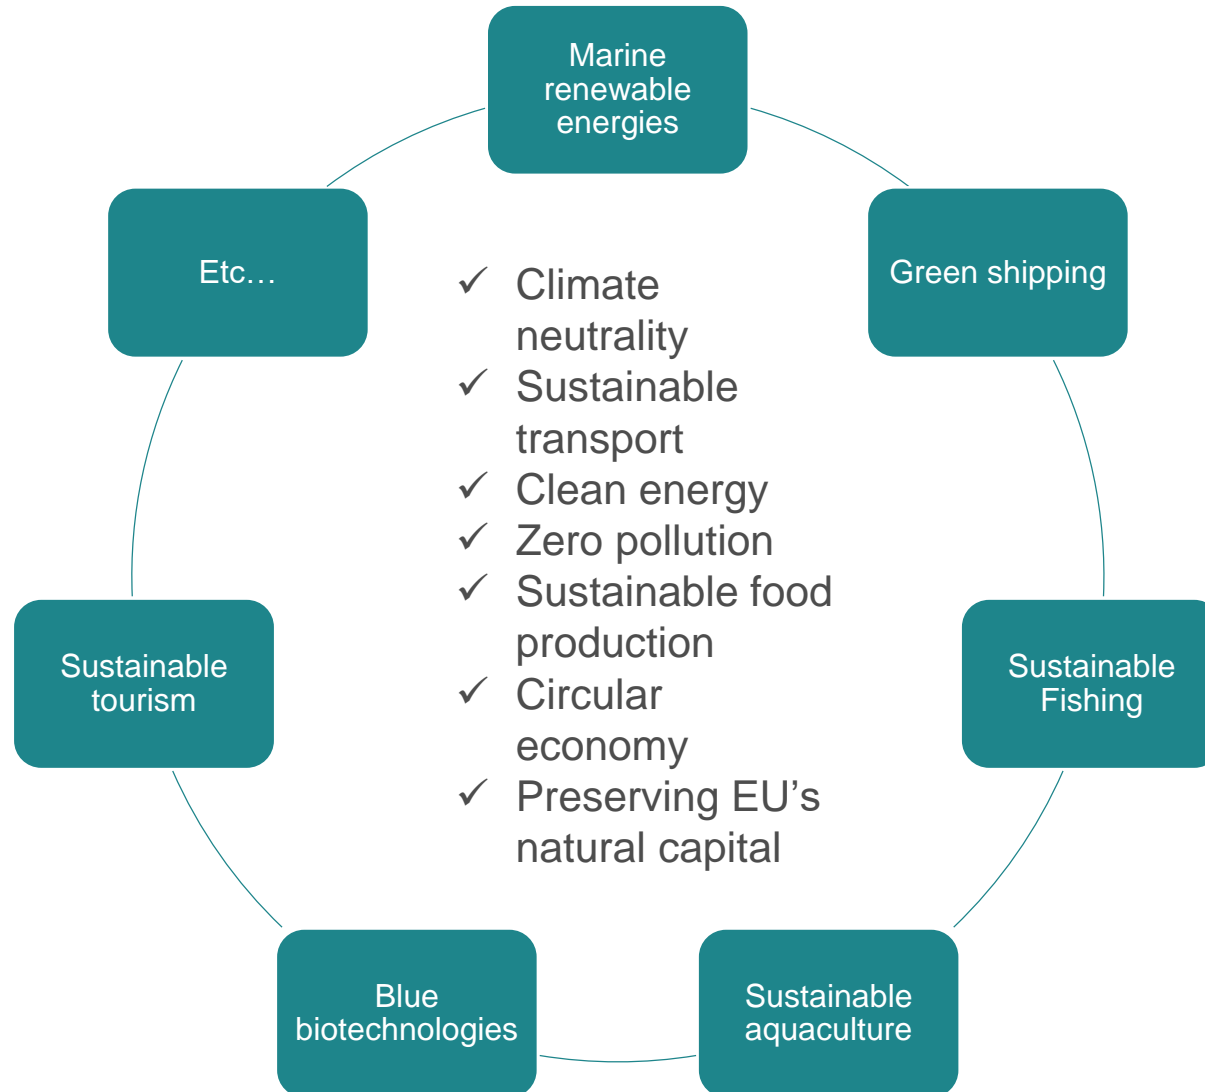 Marine
renewable
energies
Etc…
Green shipping
✓ Climate
neutrality
✓ Sustainable
transport
✓ Clean energy
✓ Zero pollution
✓ Sustainable food
production
✓ Circular
economy
✓ Preserving EU’s
natural capital
Sustainable
tourism
Sustainable
Fishing
Blue
biotechnologies
Sustainable
aquaculture